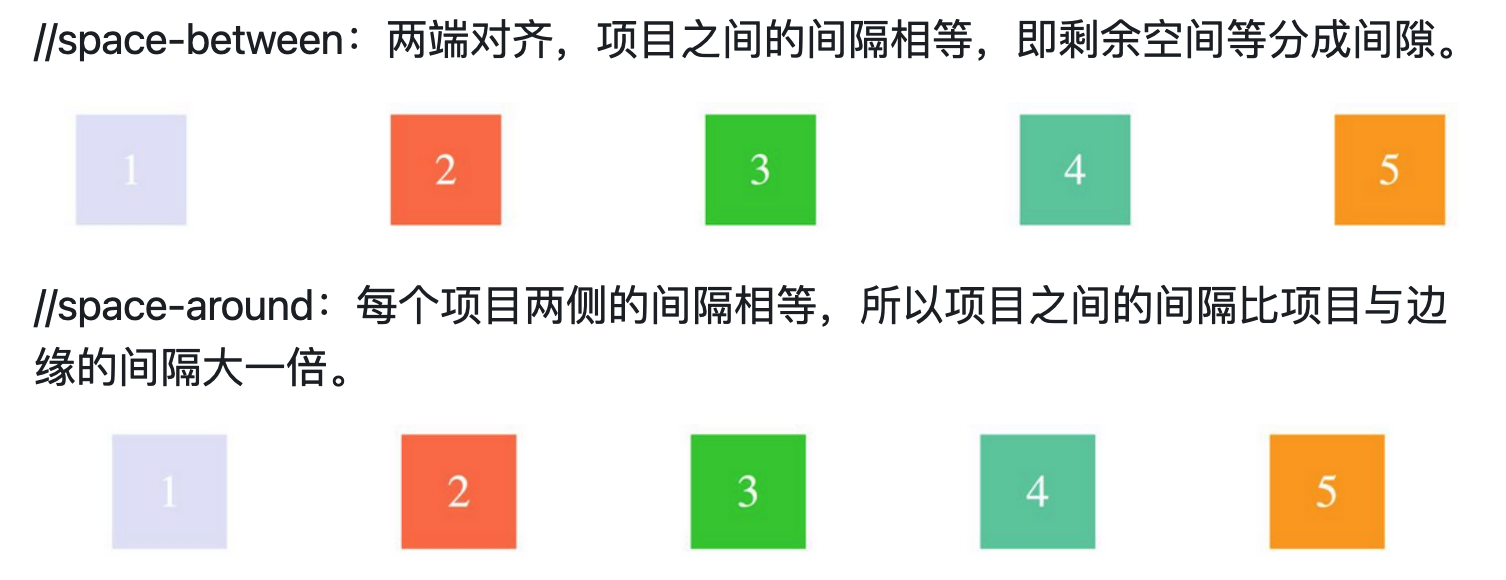 //space-between：两端对齐，项目之间的间隔相等，即剩余空间等分成间隙。
1 2 3 4 5
//space-around：每个项目两侧的间隔相等，所以项目之间的间隔比项目与边
缘的间隔大一倍。
1 2 3 4 5